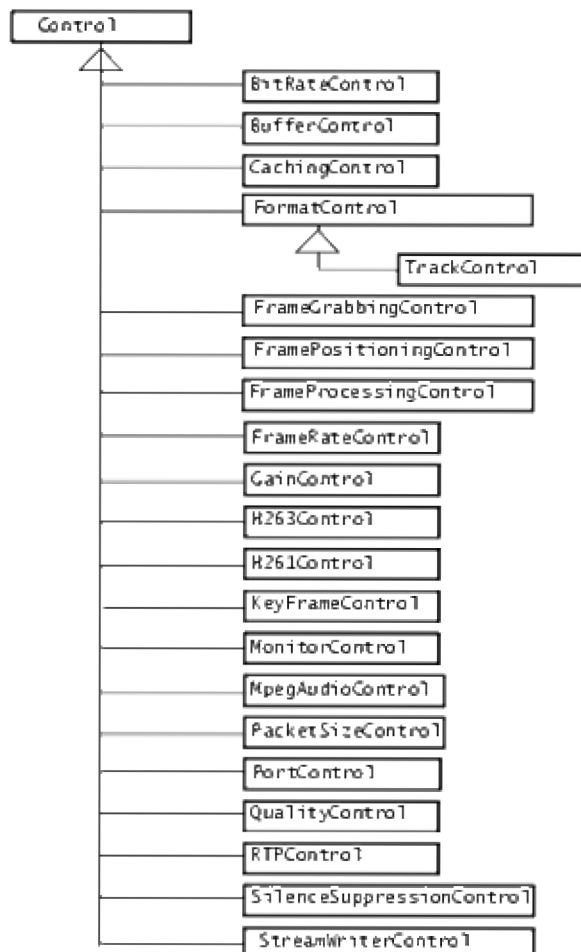 Control
BitRateControl
BufferControl
CachingControl
FormatControl
TrackControl
FrameGrabbingControl
FramePositioningControl
FrameProcessingControl
FrameRateControl
GainControl
H263Control
H261Control
KeyFrameControl
MonitorControl
MpegAudioControl
PacketSizeControl
PortControl
QualityControl
RTPControl
SilenceSuppressionControl
StreamWriterControl